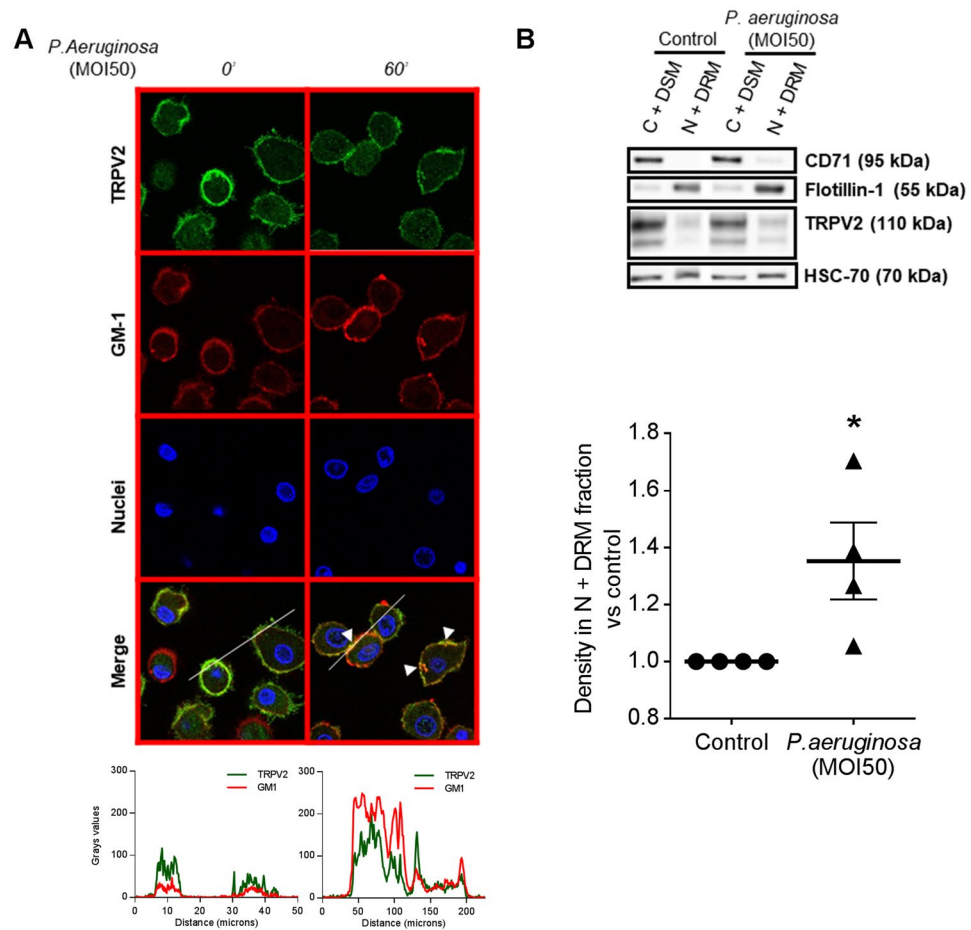 A
P.Aeruginosa
(MOI50)
0’
60’
TRPV2
GM-1
Nuclei
Merge
300
200
100
0
Grays values
TRPV2
GM1
0
10
20
30
40
50
Distance (microns)
300
200
100
0
TRPV2
GM1
0
50
100
150
200
Distance (microns)
B
Control
P. aeruginosa
(MOI50)
C + DSM
N + DRM
C + DSM
N + DRM
CD71 (95 kDa)
Flotillin-1 (55 kDa)
TRPV2 (110 kDa)
HSC-70 (70 kDa)
Density in N + DRM fraction
vs control
1.8
1.6
1.4
1.2
1.0
0.8
*
Control
P.aeruginosa
(MOI50)